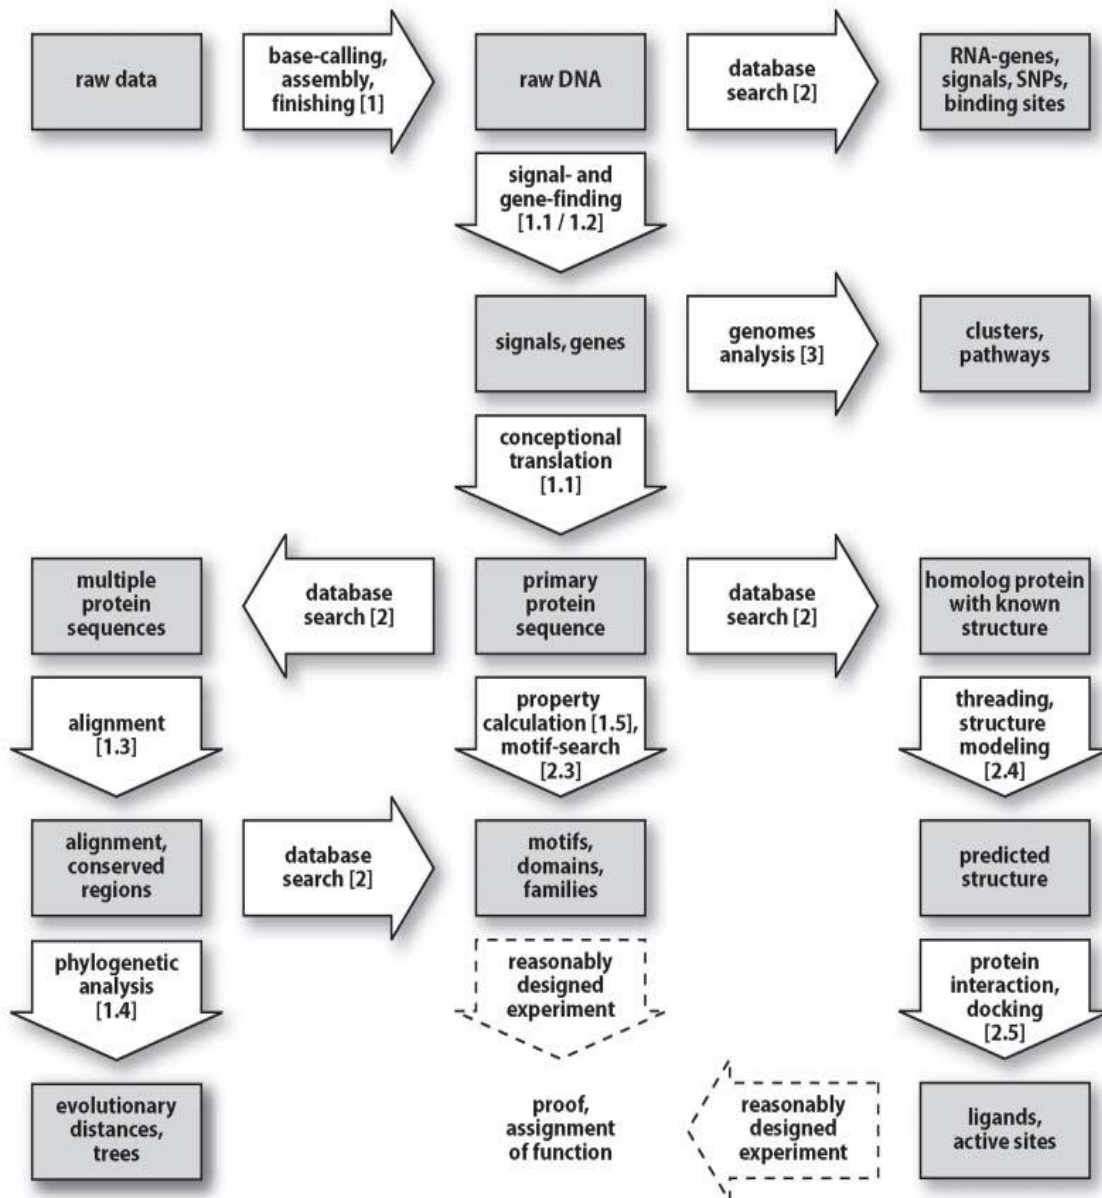 raw data
base-calling,
assembly,
finishing [1]
raw DNA
database
search [2]
RNA-genes,
signals, SNPs,
binding sites
signal- and
gene-finding
[1.1 / 1.2]
signals, genes
genomes
analysis [3]
clusters,
pathways
conceptional
translation
[1.1]
multiple
protein
sequences
database
search [2]
primary
protein
sequence
database
search [2]
homolog protein
with known
structure
alignment
[1.3]
property
calculation [1.5],
motif-search
[2.3]
threading,
structure
modeling
[2.4]
alignment,
conserved
regions
database
search [2]
motifs,
domains,
families
predicted
structure
phylogenetic
analysis
[1.4]
reasonably
designed
experiment
protein
interaction,
docking
[2.5]
evolutionary
distances,
trees
proof,
assignment
of function
reasonably
designed
experiment
ligands,
active sites